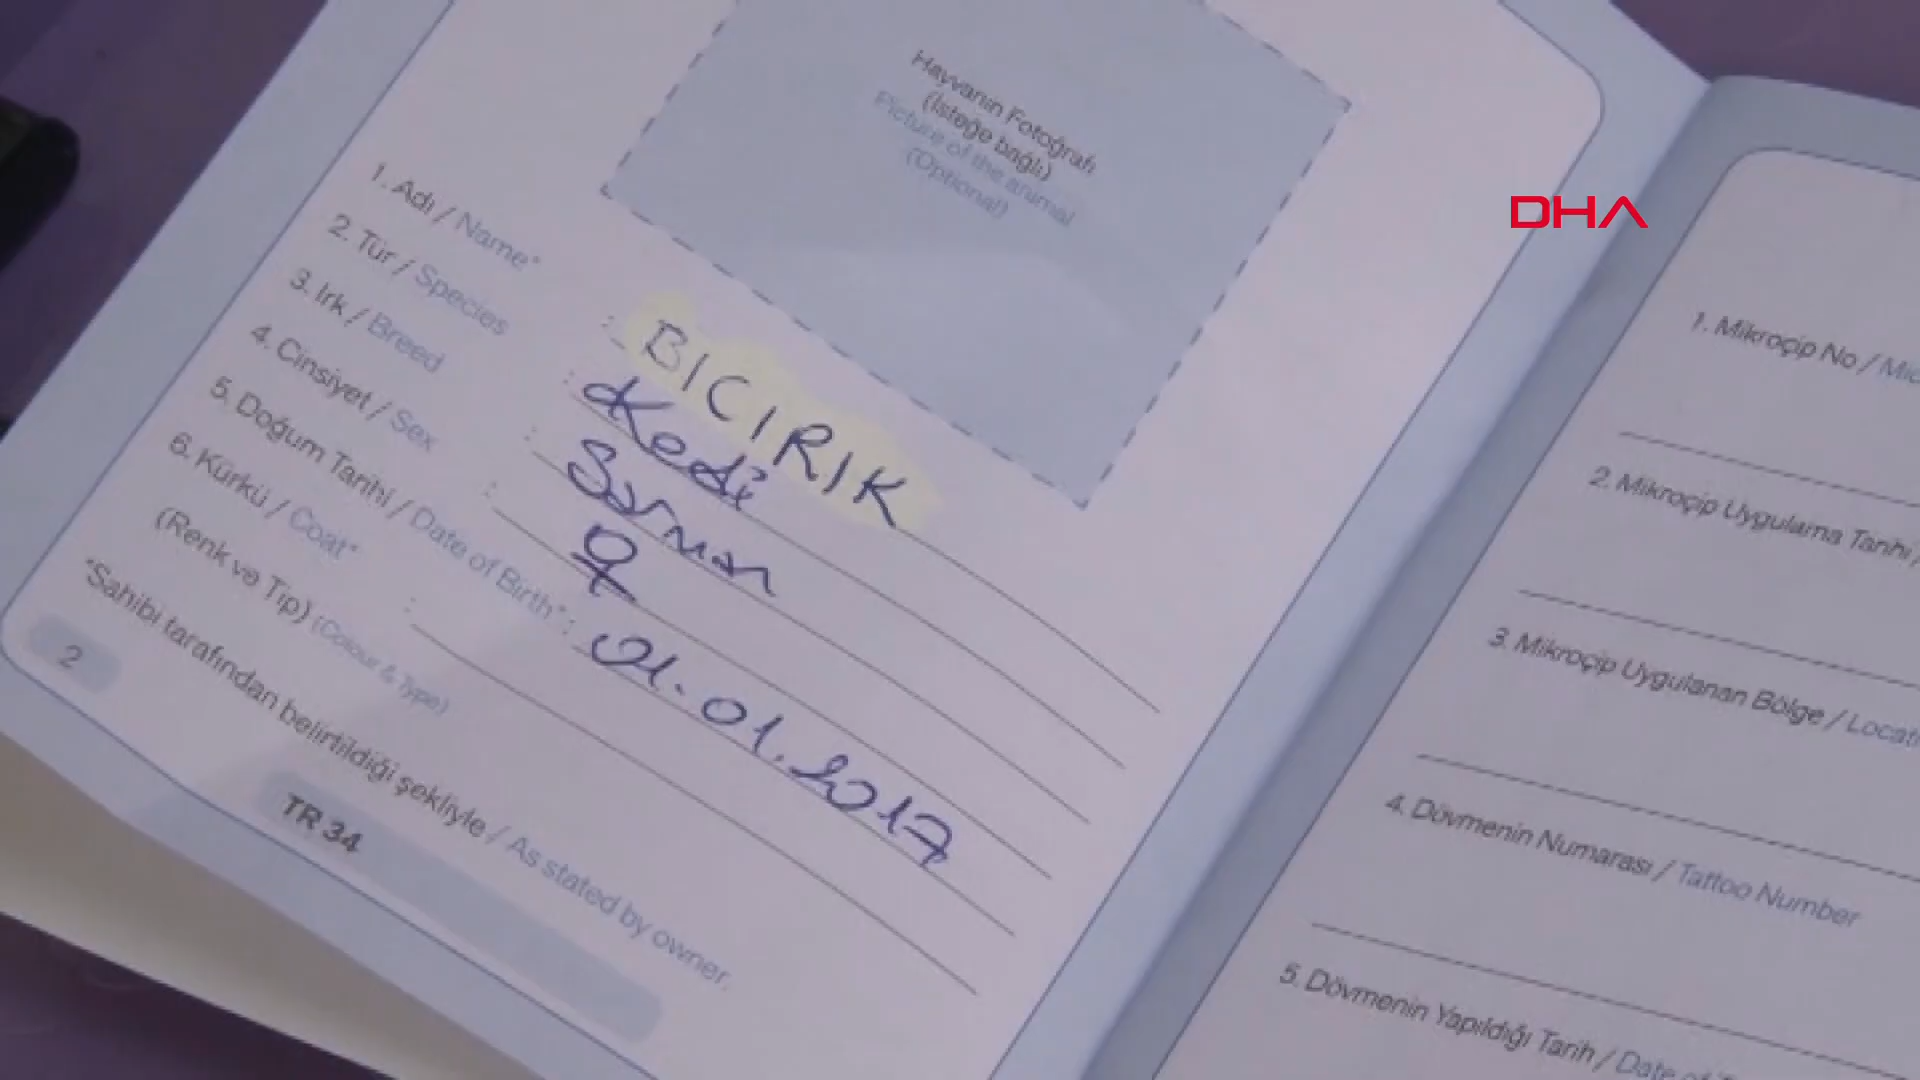 Hayvanın Fotoğrafı
(İsteğe bağlı)
Picture of the animal
(Optional)
DHA
1. Adı / Name* : BICIRIK
2. Tür / Species : Kedi
3. Irk / Breed : Sarman
4. Cinsiyet / Sex : ♀
5. Doğum Tarihi / Date of Birth* : 01.01.2017
6. Kürkü / Coat*
(Renk ve Tip) (Colour & Type) :
*Sahibi tarafından belirtildiği şekliyle / As stated by owner.
2
TR 34
1. Mikroçip No /
2. Mikroçip Uygulama Tarihi /
3. Mikroçip Uygulanan Bölge /
4. Dövmenin Numarası / Tattoo Number
5. Dövmenin Yapıldığı Tarih / Date of